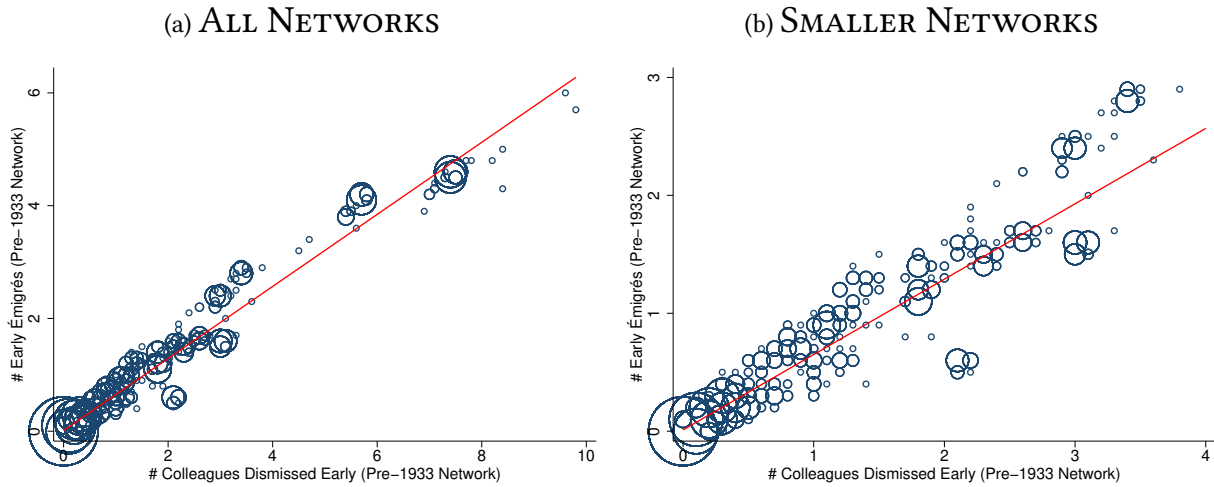 (a) ALL NETWORKS
6
4
2
0
# Early Émigrés (Pre−1933 Network)
0 2 4 6 8 10
# Colleagues Dismissed Early (Pre−1933 Network)
(b) SMALLER NETWORKS
3
2
1
0
# Early Émigrés (Pre−1933 Network)
0 1 2 3 4
# Colleagues Dismissed Early (Pre−1933 Network)